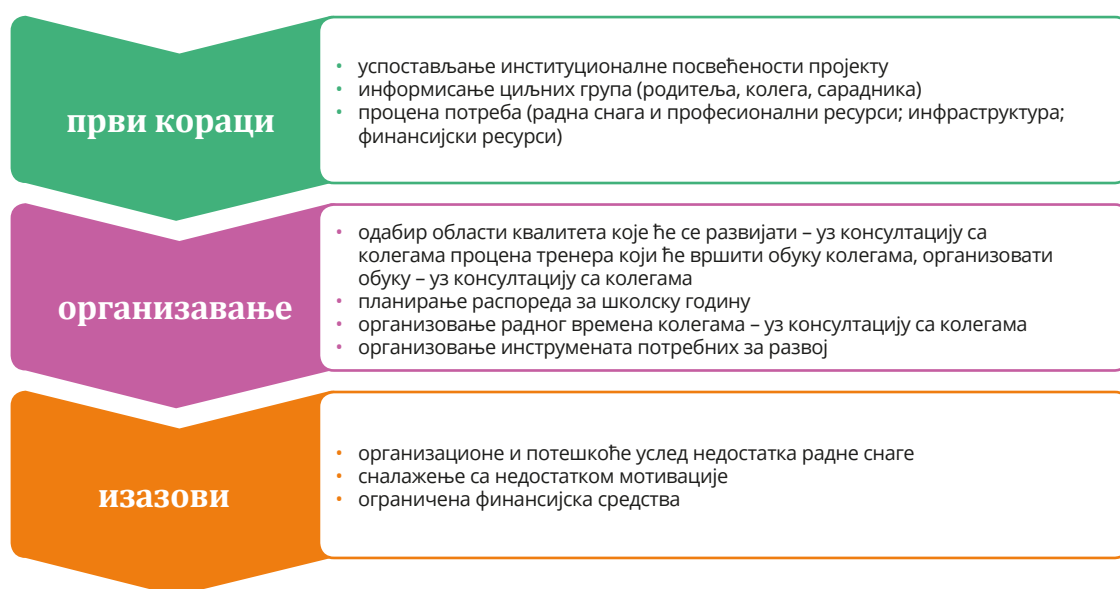 први кораци
• успостављање институционалне посвећености пројекту
• информисање циљних група (родитеља, колега, сарадника)
• процена потреба (радна снага и професионални ресурси; инфраструктура;
финансијски ресурси)
организавање
• одабир области квалитета које ће се развијати – уз консултацију са
колегама процена тренера који ће вршити обуку колегама, организовати
обуку – уз консултацију са колегама
• планирање распореда за школску годину
• организовање радног времена колегама – уз консултацију са колегама
• организовање инструмената потребних за развој
изазови
• организационе и потешкоће услед недостатка радне снаге
• сналажење са недостатком мотивације
• ограничена финансијска средства